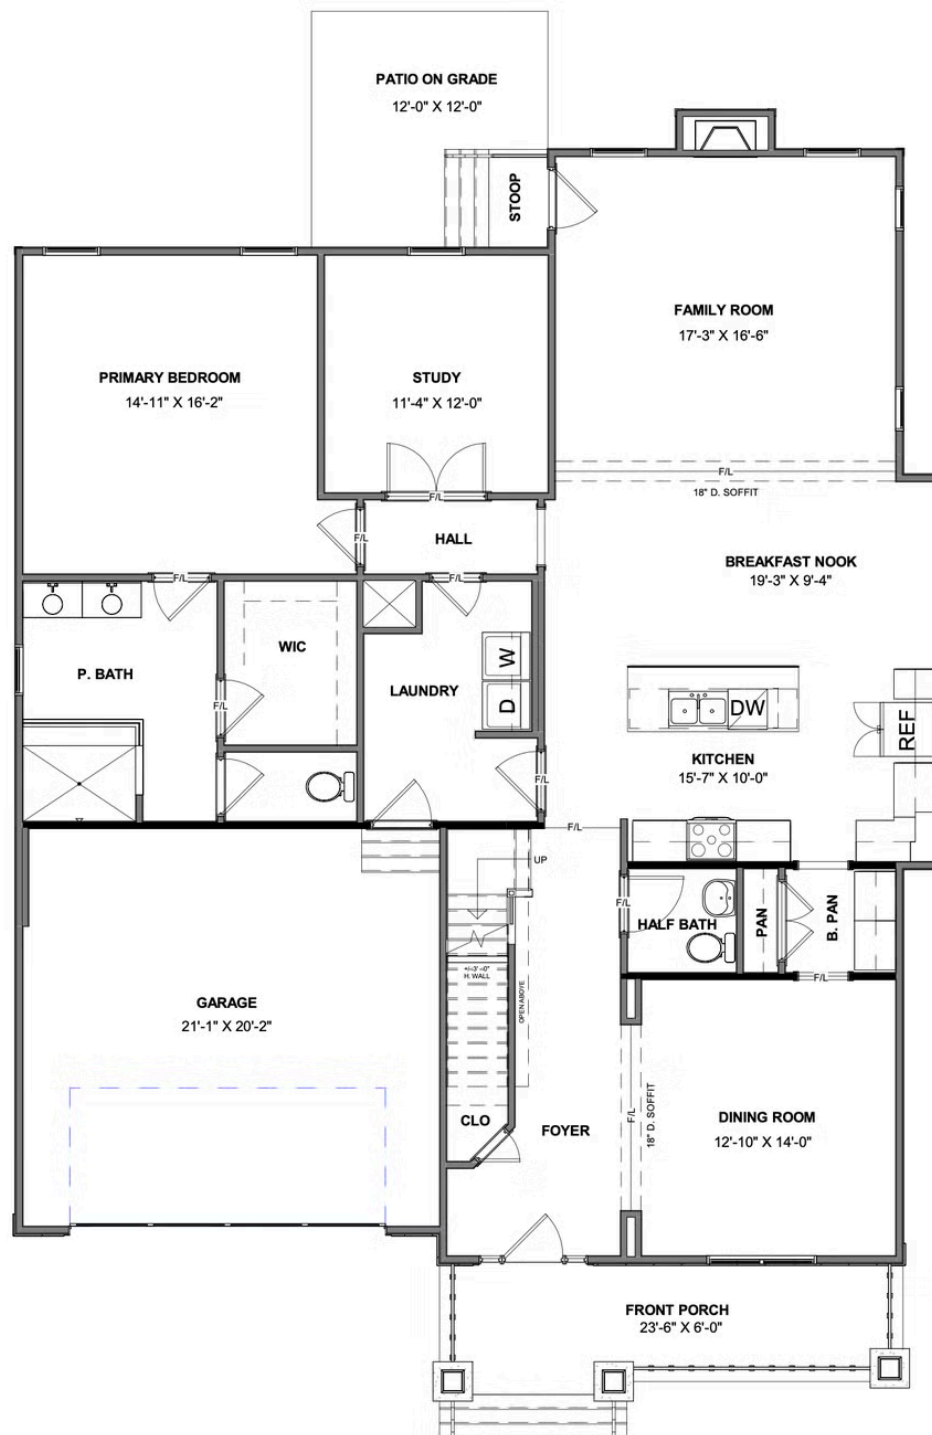 PATIO ON GRADE
12'-0" X 12'-0"
STOOP
FAMILY ROOM
17'-3" X 16'-6"
PRIMARY BEDROOM
14'-11" X 16'-2"
STUDY
11'-4" X 12'-0"
F/L
F/L
18" D. SOFFIT
F/L
HALL
BREAKFAST NOOK
19'-3" X 9'-4"
F/L
F/L
WIC
P. BATH
LAUNDRY
W
D
F/L
DW
REF
KITCHEN
15'-7" X 10'-0"
F/L
F/L
UP
F/L
HALF BATH
PAN
B. PAN
+/-3'-0"
H. WALL
F/L
OPEN ABOVE
GARAGE
21'-1" X 20'-2"
CLO
FOYER
F/L
18" D. SOFFIT
DINING ROOM
12'-10" X 14'-0"
FRONT PORCH
23'-6" X 6'-0"